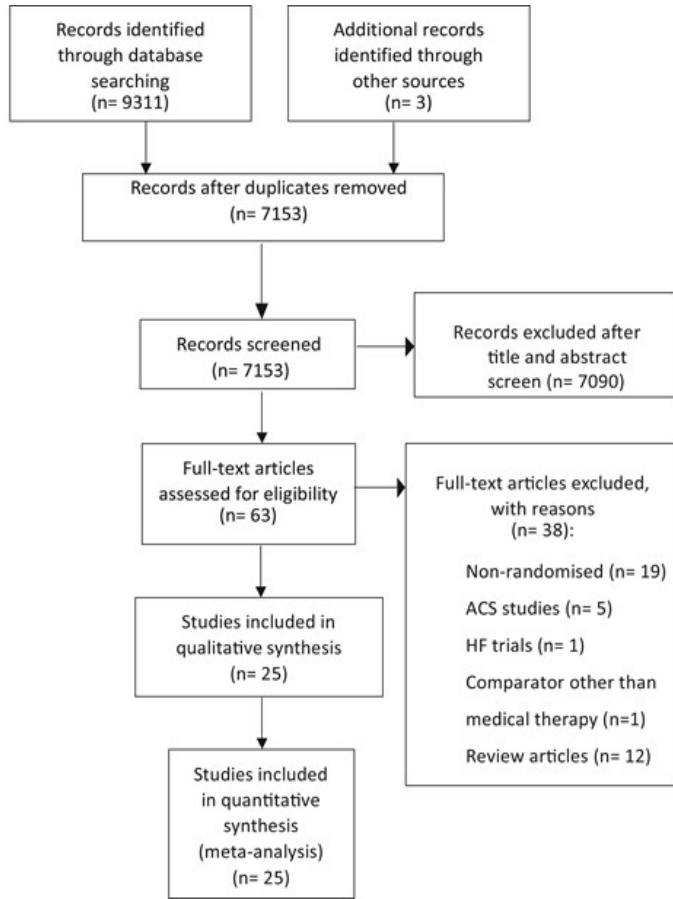 Records identified
through database
searching
(n= 9311)
Additional records
identified through
other sources
(n= 3)
Records after duplicates removed
(n= 7153)
Records screened
(n= 7153)
Records excluded after
title and abstract
screen (n= 7090)
Full-text articles
assessed for eligibility
(n= 63)
Full-text articles excluded,
with reasons
(n= 38):
Non-randomised (n= 19)
ACS studies (n= 5)
HF trials (n= 1)
Comparator other than
medical therapy (n=1)
Review articles (n= 12)
Studies included in
qualitative synthesis
(n= 25)
Studies included
in quantitative
synthesis
(meta-analysis)
(n= 25)